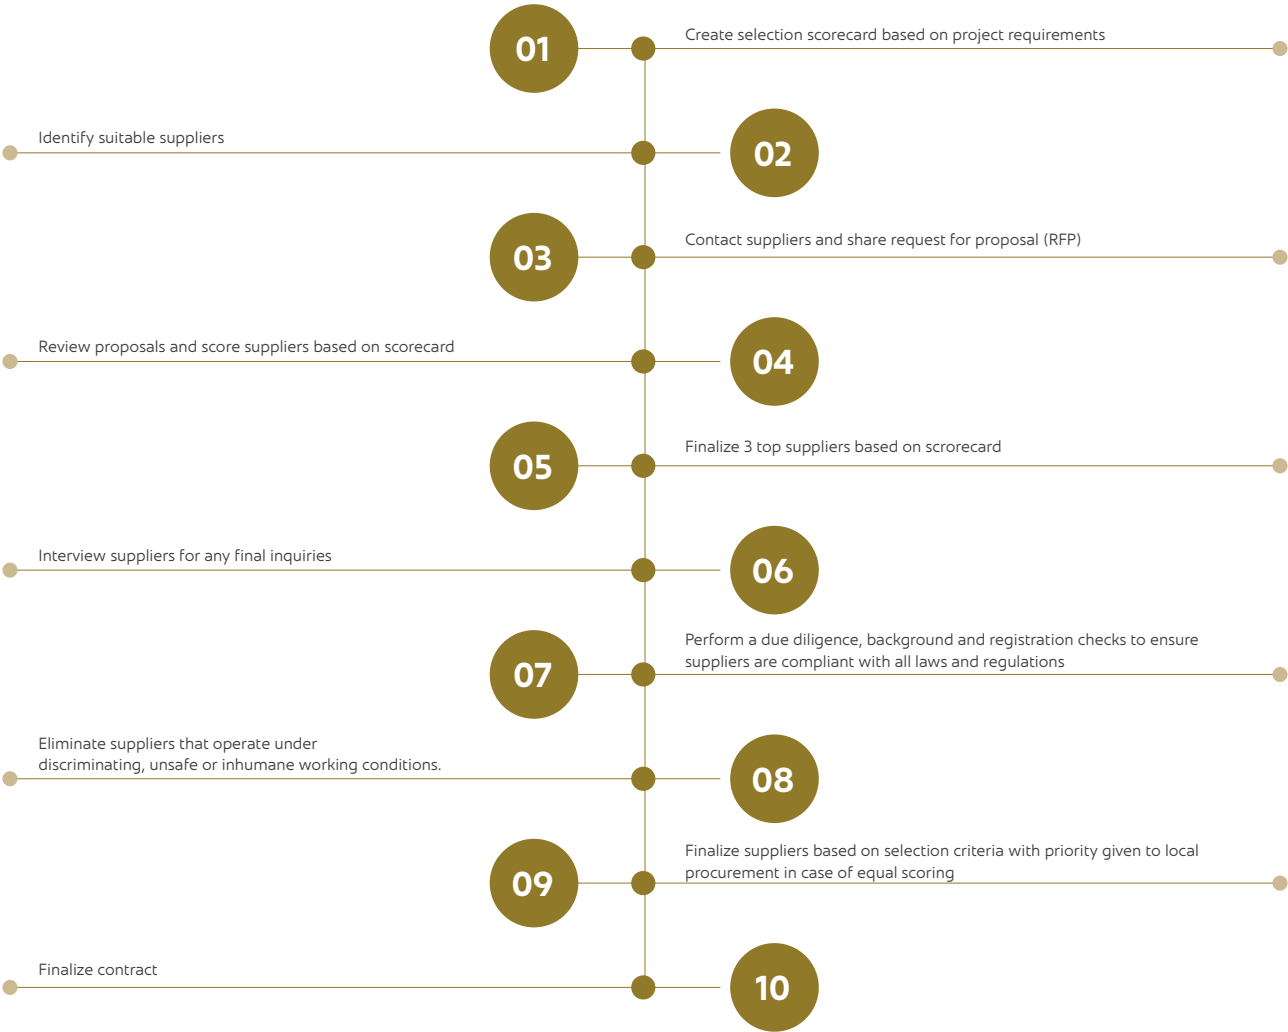 01
Create selection scorecard based on project requirements
Identify suitable suppliers
02
03
Contact suppliers and share request for proposal (RFP)
Review proposals and score suppliers based on scorecard
04
05
Finalize 3 top suppliers based on scrorecard
Interview suppliers for any final inquiries
06
07
Perform a due diligence, background and registration checks to ensure
suppliers are compliant with all laws and regulations
Eliminate suppliers that operate under
discriminating, unsafe or inhumane working conditions.
08
09
Finalize suppliers based on selection criteria with priority given to local
procurement in case of equal scoring
Finalize contract
10